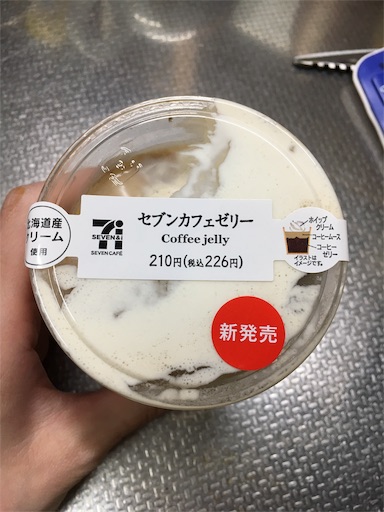 北海道産
クリーム
使用
SEVEN & i
SEVEN CAFÉ
セブンカフェゼリー
Coffee jelly
210円(税込226円)
ホイップ
クリーム
コーヒームース
コーヒー
ゼリー
イラストは
イメージです。
新発売